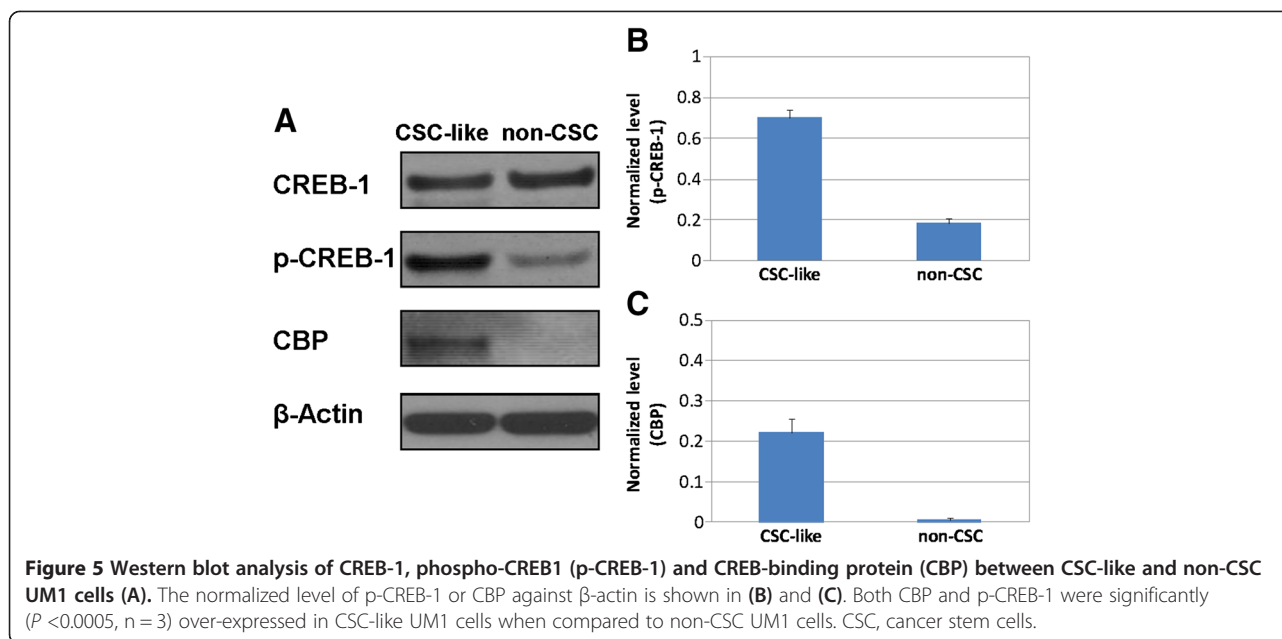 A
CSC-like non-CSC
CREB-1
p-CREB-1
CBP
β-Actin
B
Normalized level
(p-CREB-1)
1
0.8
0.6
0.4
0.2
0
CSC-like non-CSC
C
Normalized level
(CBP)
0.5
0.4
0.3
0.2
0.1
0
CSC-like non-CSC
Figure 5 Western blot analysis of CREB-1, phospho-CREB1 (p-CREB-1) and CREB-binding protein (CBP) between CSC-like and non-CSC
UM1 cells (A). The normalized level of p-CREB-1 or CBP against β-actin is shown in (B) and (C). Both CBP and p-CREB-1 were significantly
(P <0.0005, n = 3) over-expressed in CSC-like UM1 cells when compared to non-CSC UM1 cells. CSC, cancer stem cells.